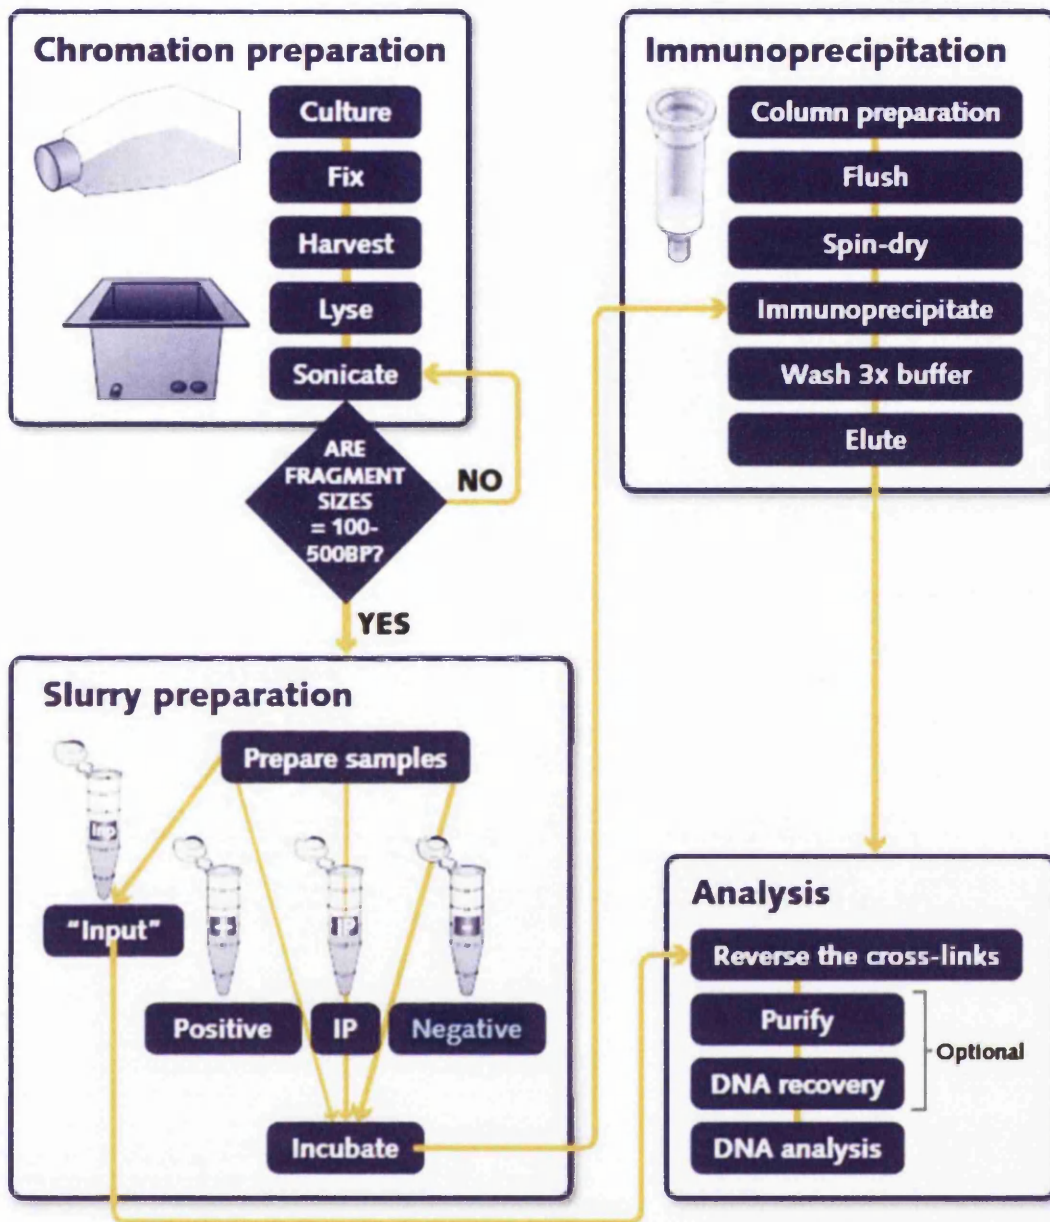 Chromation preparation
Culture
Fix
Harvest
Lyse
Sonicate
ARE
FRAGMENT
SIZES
= 100-
500BP?
NO
YES
Slurry preparation
Prepare samples
Inp
"Input"
+
IP
-
Positive
IP
Negative
Incubate
Immunoprecipitation
Column preparation
Flush
Spin-dry
Immunoprecipitate
Wash 3x buffer
Elute
Analysis
Reverse the cross-links
Purify
DNA recovery
Optional
DNA analysis